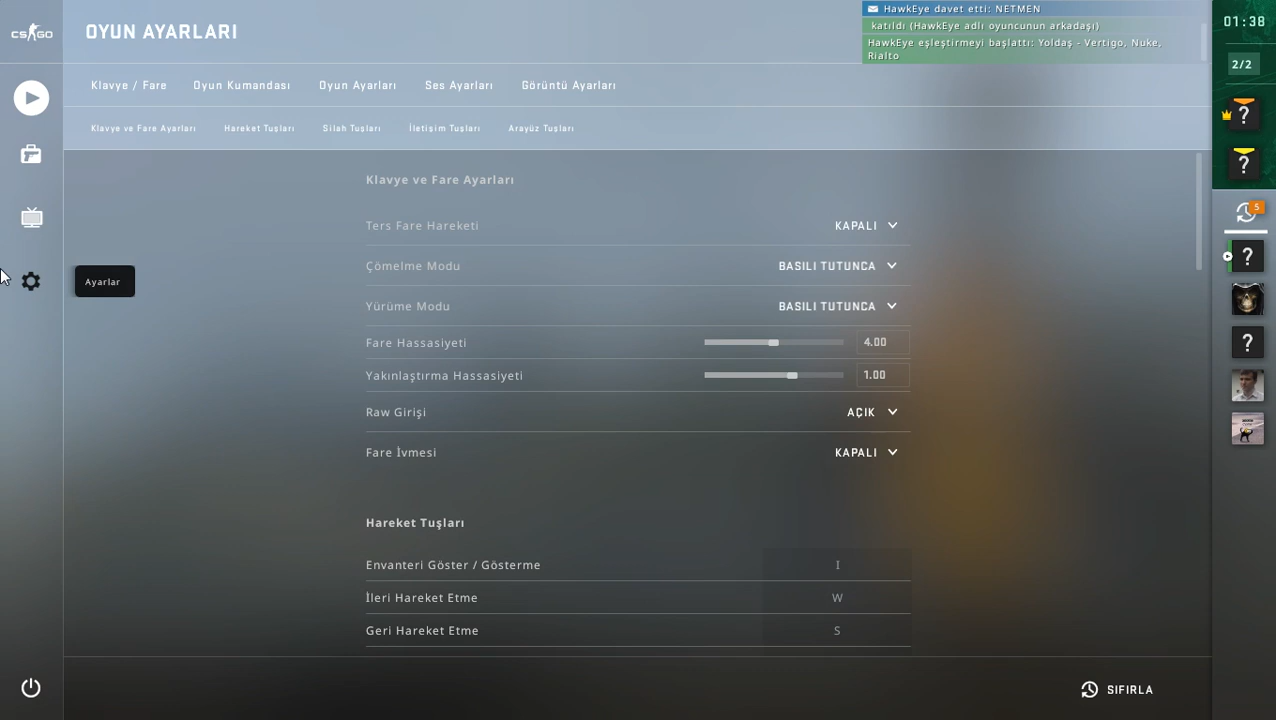 CS:GO
OYUN AYARLARI
HawkEye davet etti: NETMEN
katıldı (HawkEye adlı oyuncunun arkadaşı)
HawkEye eşleştirmeyi başlattı: Yoldaş - Vertigo, Nuke,
Rialto
01:38
2/2
?
?
5
?
?
Klavye / Fare Oyun Kumandası Oyun Ayarları Ses Ayarları Görüntü Ayarları
Klavye ve Fare Ayarları Hareket Tuşları Silah Tuşları İletişim Tuşları Arayüz Tuşları
Ayarlar
Klavye ve Fare Ayarları
Ters Fare Hareketi KAPALI
Çömelme Modu BASILI TUTUNCA
Yürüme Modu BASILI TUTUNCA
Fare Hassasiyeti 4.00
Yakınlaştırma Hassasiyeti 1.00
Raw Girişi AÇIK
Fare İvmesi KAPALI
Hareket Tuşları
Envanteri Göster / Gösterme I
İleri Hareket Etme W
Geri Hareket Etme S
SIFIRLA